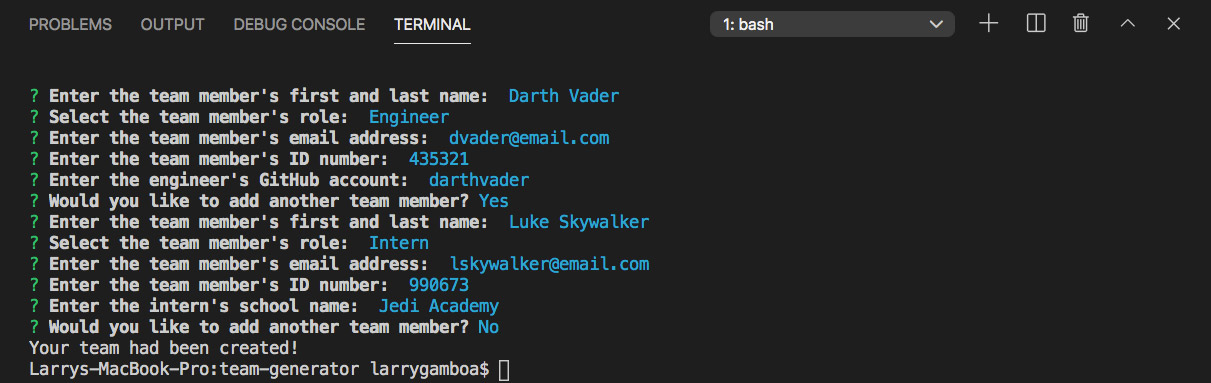 PROBLEMS OUTPUT DEBUG CONSOLE TERMINAL 1: bash
? Enter the team member's first and last name: Darth Vader
? Select the team member's role: Engineer
? Enter the team member's email address: dvader@email.com
? Enter the team member's ID number: 435321
? Enter the engineer's GitHub account: darthvader
? Would you like to add another team member? Yes
? Enter the team member's first and last name: Luke Skywalker
? Select the team member's role: Intern
? Enter the team member's email address: lskywalker@email.com
? Enter the team member's ID number: 990673
? Enter the intern's school name: Jedi Academy
? Would you like to add another team member? No
Your team had been created!
Larrys-MacBook-Pro:team-generator larrygamboa$